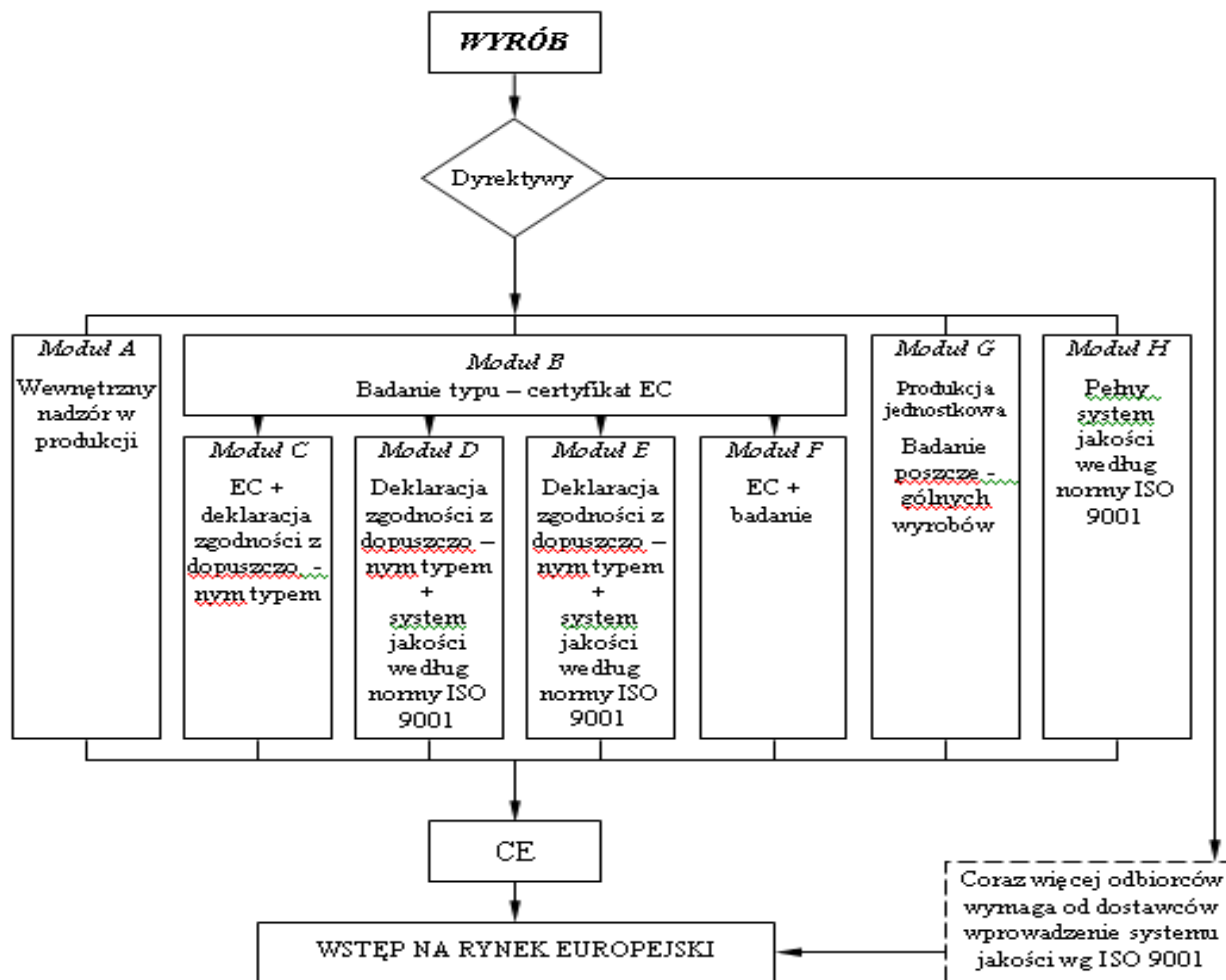 WYRÓB
Dyrektywy
Moduł A
Wewnętrzny
nadzór w
produkcji
Moduł B
Badanie typu – certyfikat EC
Moduł C
EC +
deklaracja
zgodności z
dopuszczo -
nym typem
Moduł D
Deklaracja
zgodności z
dopuszczo –
nym typem
+
system
jakości
według
normy ISO
9001
Moduł E
Deklaracja
zgodności z
dopuszczo –
nym typem
+
system
jakości
według
normy ISO
9001
Moduł F
EC +
badanie
Moduł G
Produkcja
jednostkowa
Badanie
poszcze -
gólnych
wyrobów
Moduł H
Pełny
system
jakości
według
normy ISO
9001
CE
WSTĘP NA RYNEK EUROPEJSKI
Coraz więcej odbiorców
wymaga od dostawców
wprowadzenie systemu
jakości wg ISO 9001